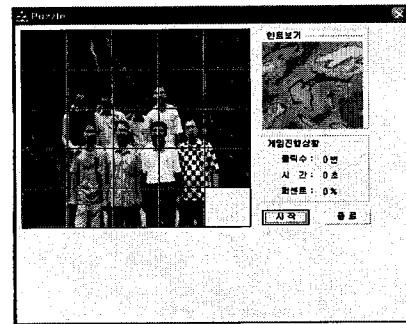 Puzzle
힌트보기
게임진행상황
클릭수 : 0 번
시 간 : 0 초
퍼센트 : 0 %
시 작
종 료